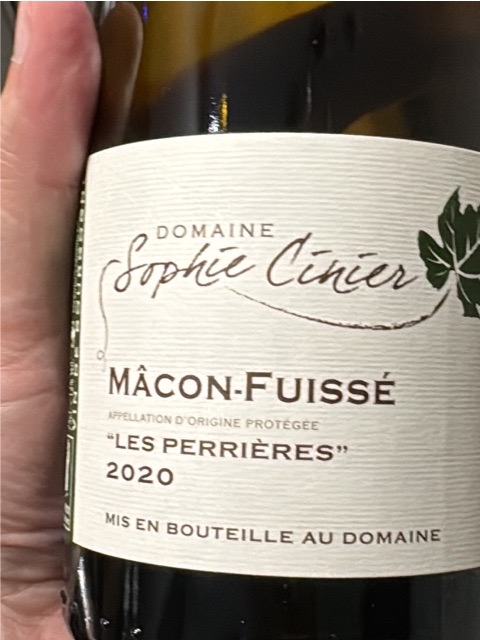 DOMAINE
Sophie Cinier
MÂCON-FUISSÉ
APPELLATION D'ORIGINE PROTÉGÉE
"LES PERRIÈRES"
2020
MIS EN BOUTEILLE AU DOMAINE